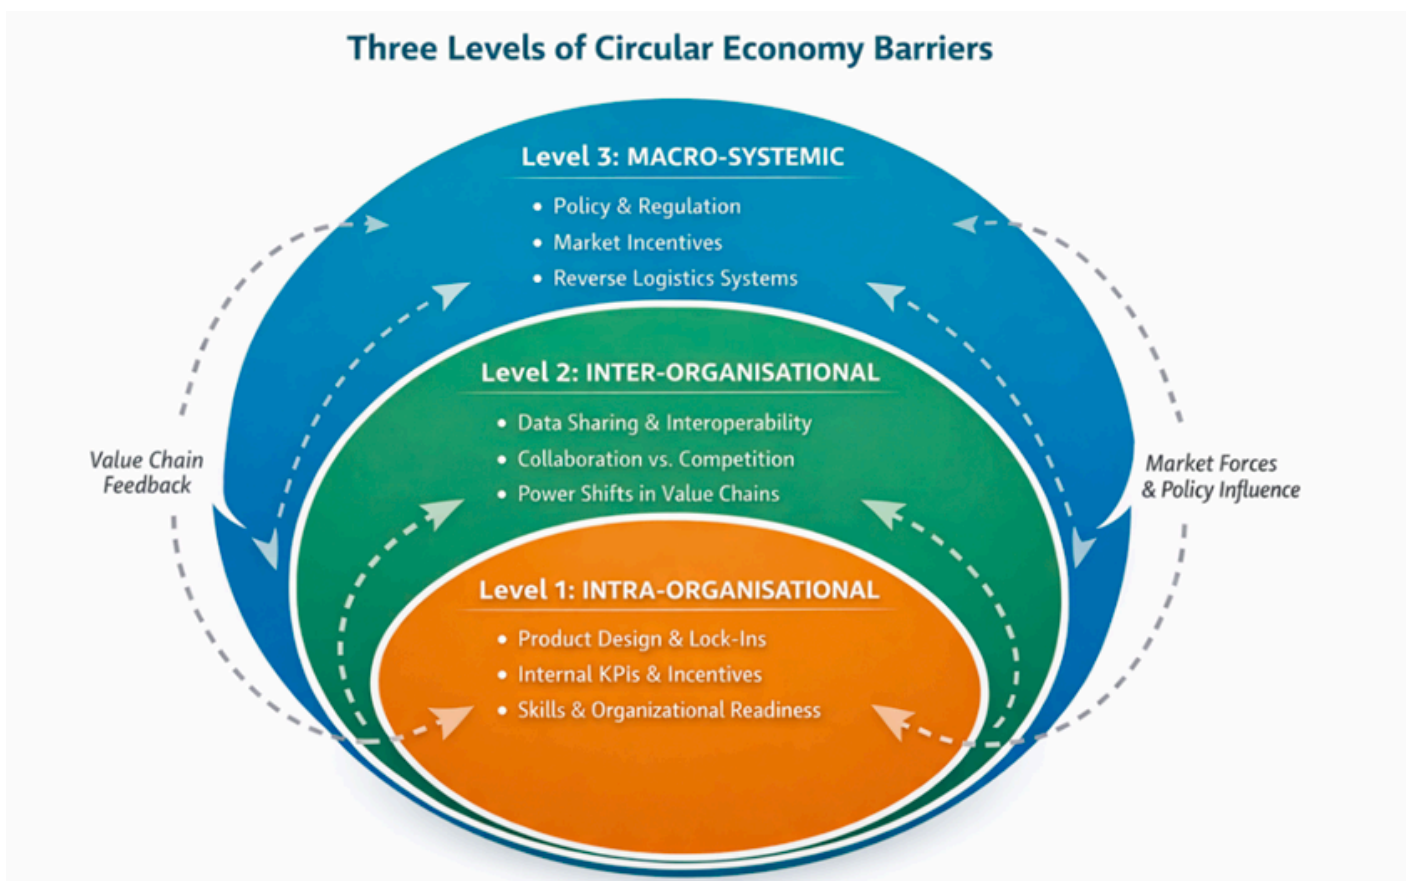 Three Levels of Circular Economy Barriers
Level 3: MACRO-SYSTEMIC
• Policy & Regulation
• Market Incentives
• Reverse Logistics Systems
Level 2: INTER-ORGANISATIONAL
• Data Sharing & Interoperability
• Collaboration vs. Competition
• Power Shifts in Value Chains
Value Chain
Feedback
Market Forces
& Policy Influence
Level 1: INTRA-ORGANISATIONAL
• Product Design & Lock-Ins
• Internal KPIs & Incentives
• Skills & Organizational Readiness